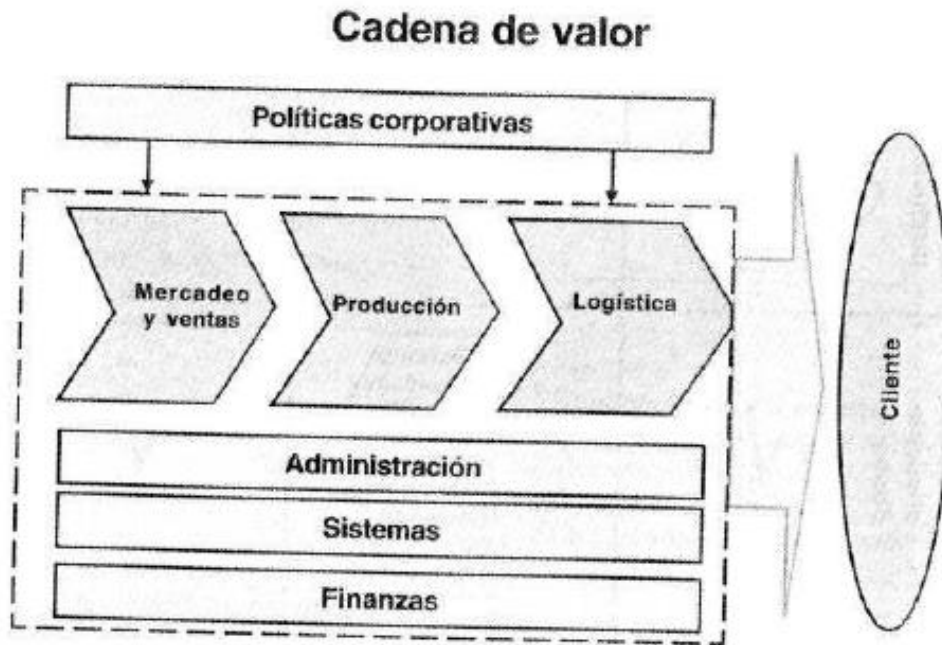 Cadena de valor
Políticas corporativas
Mercadeo
y ventas
Producción
Logística
Administración
Sistemas
Finanzas
Cliente